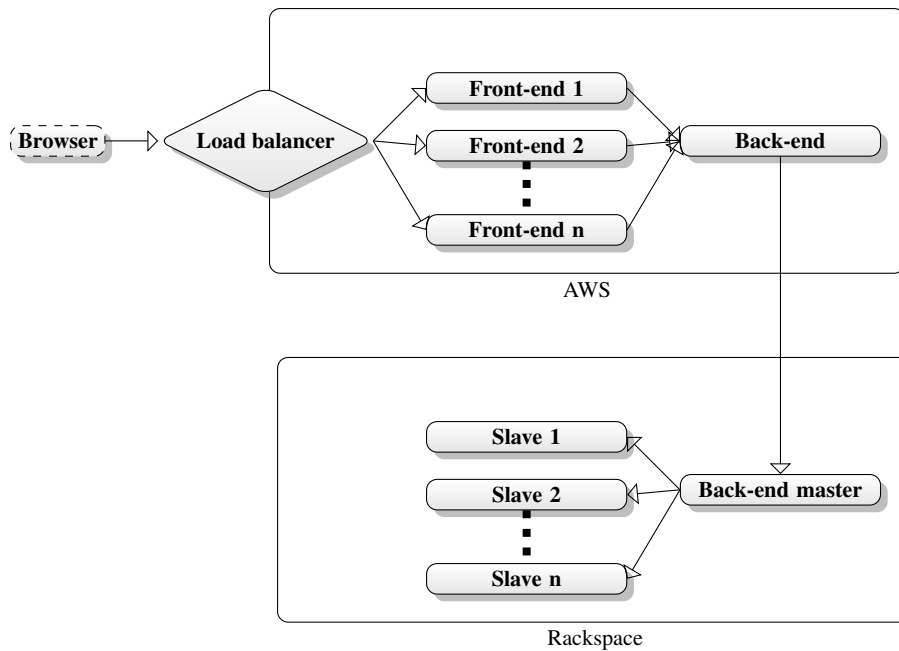 Front-end 1
Browser
Load balancer
Front-end 2
Back-end
Front-end n
AWS
Slave 1
Slave 2
Back-end master
Slave n
Rackspace